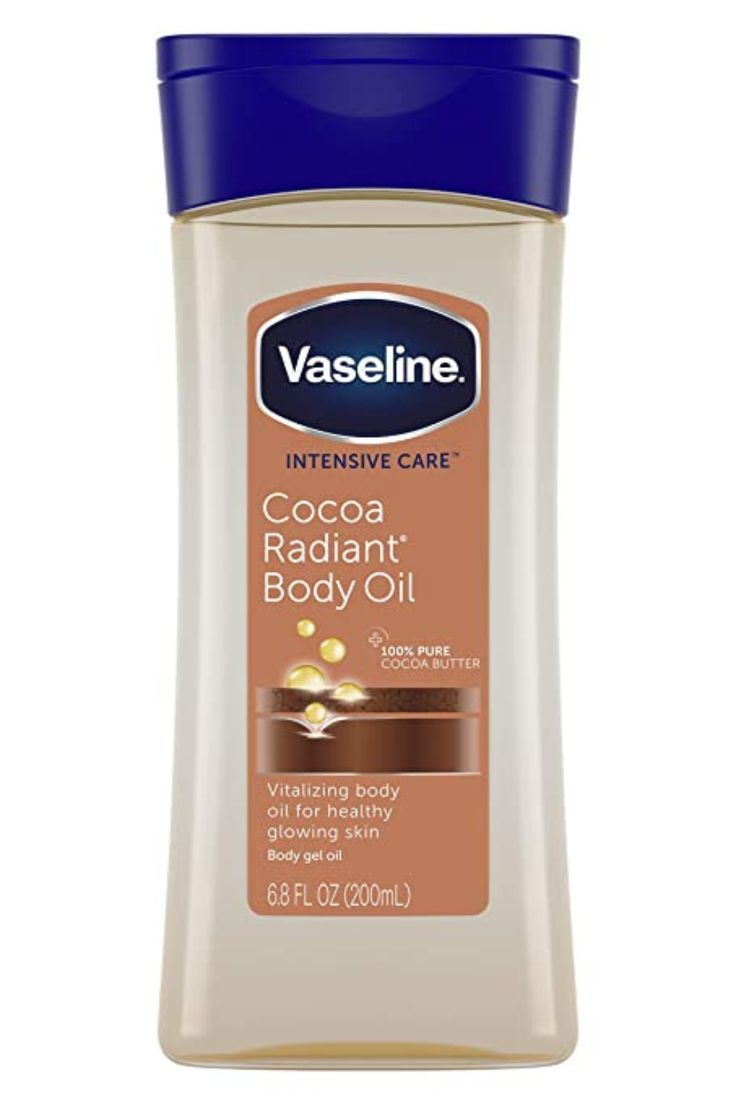 Vaseline.
INTENSIVE CARE™
Cocoa
Radiant®
Body Oil
100% PURE
COCOA BUTTER
Vitalizing body
oil for healthy
glowing skin
Body gel oil
6.8 FL OZ (200mL)